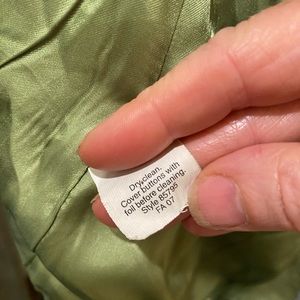 Dryclean.
Cover buttons with
foil before cleaning.
Style 85795
FA 07